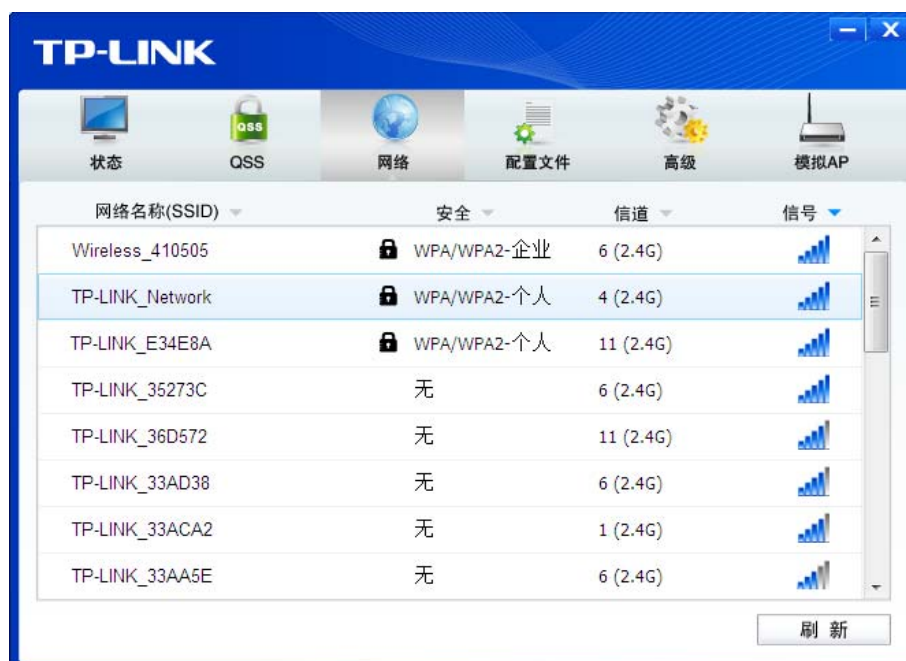 TP-LINK
QSS
状态 QSS 网络 配置文件 高级 模拟AP
网络名称(SSID) 安全 信道 信号
Wireless_410505 WPA/WPA2-企业 6 (2.4G)
TP-LINK_Network WPA/WPA2-个人 4 (2.4G)
TP-LINK_E34E8A WPA/WPA2-个人 11 (2.4G)
TP-LINK_35273C 无 6 (2.4G)
TP-LINK_36D572 无 11 (2.4G)
TP-LINK_33AD38 无 6 (2.4G)
TP-LINK_33ACA2 无 1 (2.4G)
TP-LINK_33AA5E 无 6 (2.4G)
刷 新